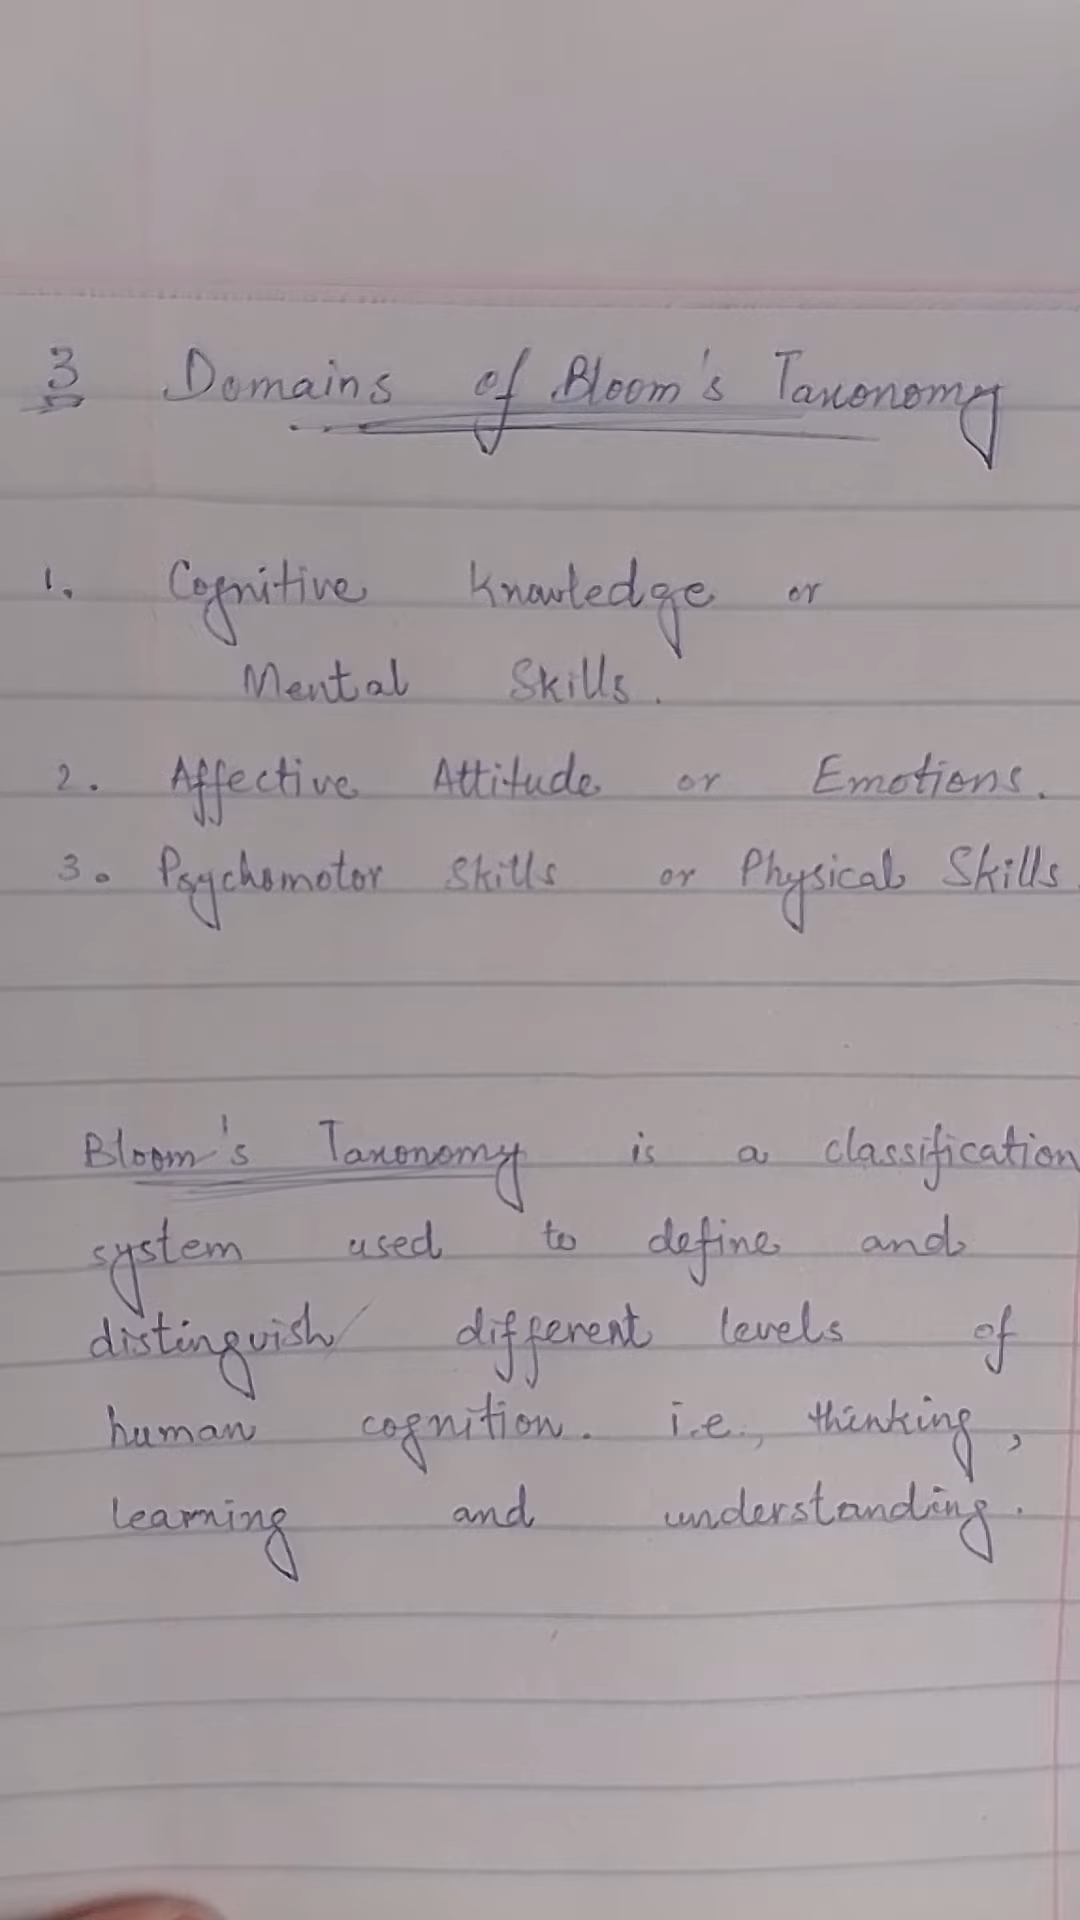 3 Domains of Bloom's Taxonomy
1. Cognitive Knowledge or
Mental Skills.
2. Affective Attitude or Emotions.
3. Psychomotor Skills or Physical Skills
Bloom's Taxonomy is a classification
system used to define and
distinguish different levels of
human cognition. i.e., thinking,
learning and understanding.